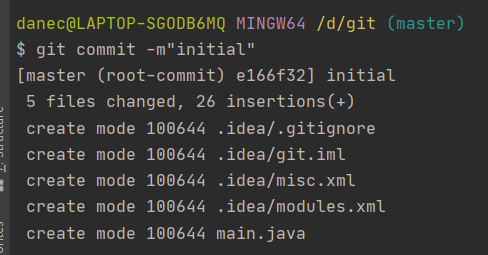 danec@LAPTOP-SGODB6MQ MINGW64 /d/git (master)
$ git commit -m"initial"
[master (root-commit) e166f32] initial
 5 files changed, 26 insertions(+)
 create mode 100644 .idea/.gitignore
 create mode 100644 .idea/git.iml
 create mode 100644 .idea/misc.xml
 create mode 100644 .idea/modules.xml
 create mode 100644 main.java